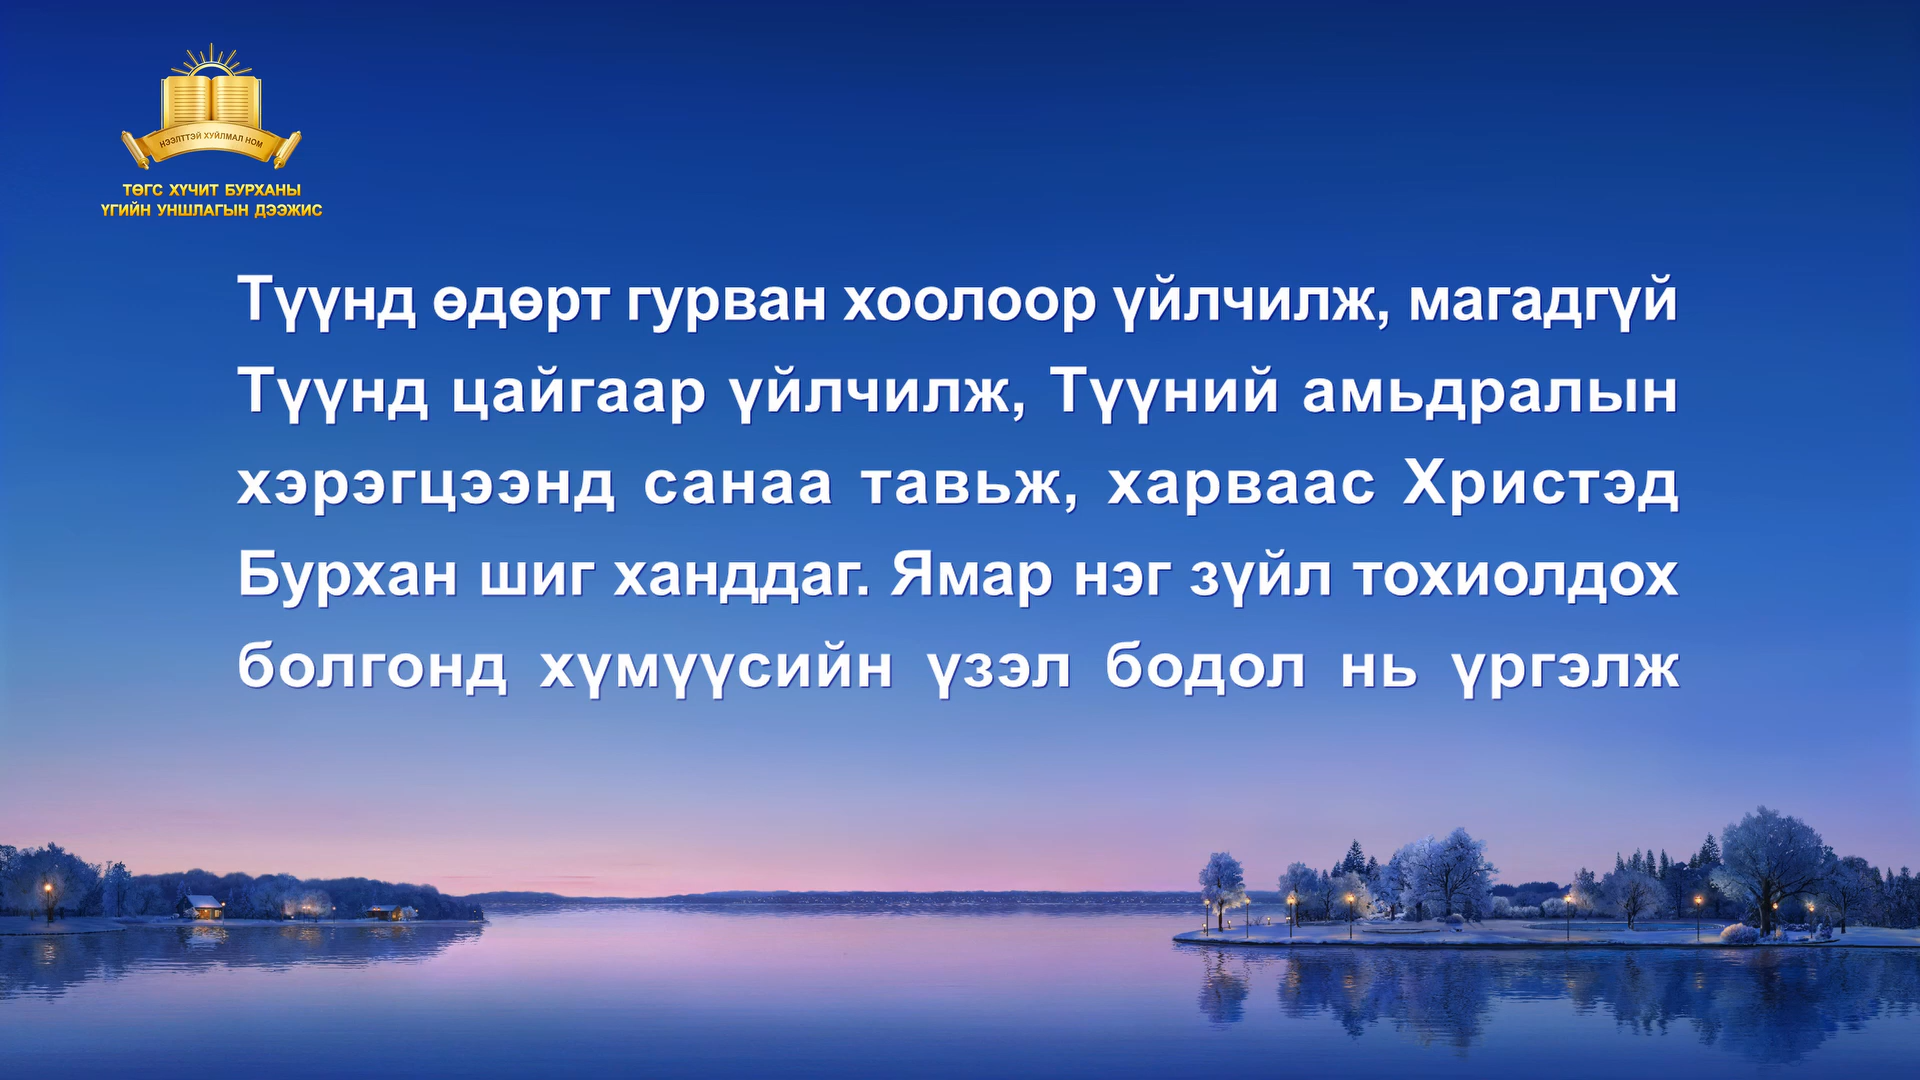 НЭЭЛТТЭЙ ХУЙЛМАЛ НОМ
ТӨГС ХҮЧИТ БУРХАНЫ
ҮГИЙН УНШЛАГЫН ДЭЭЖИС
Түүнд өдөрт гурван хоолоор үйлчилж, магадгүй
Түүнд цайгаар үйлчилж, Түүний амьдралын
хэрэгцээнд санаа тавьж, харваас Христэд
Бурхан шиг ханддаг. Ямар нэг зүйл тохиолдох
болгонд хүмүүсийн үзэл бодол нь үргэлж